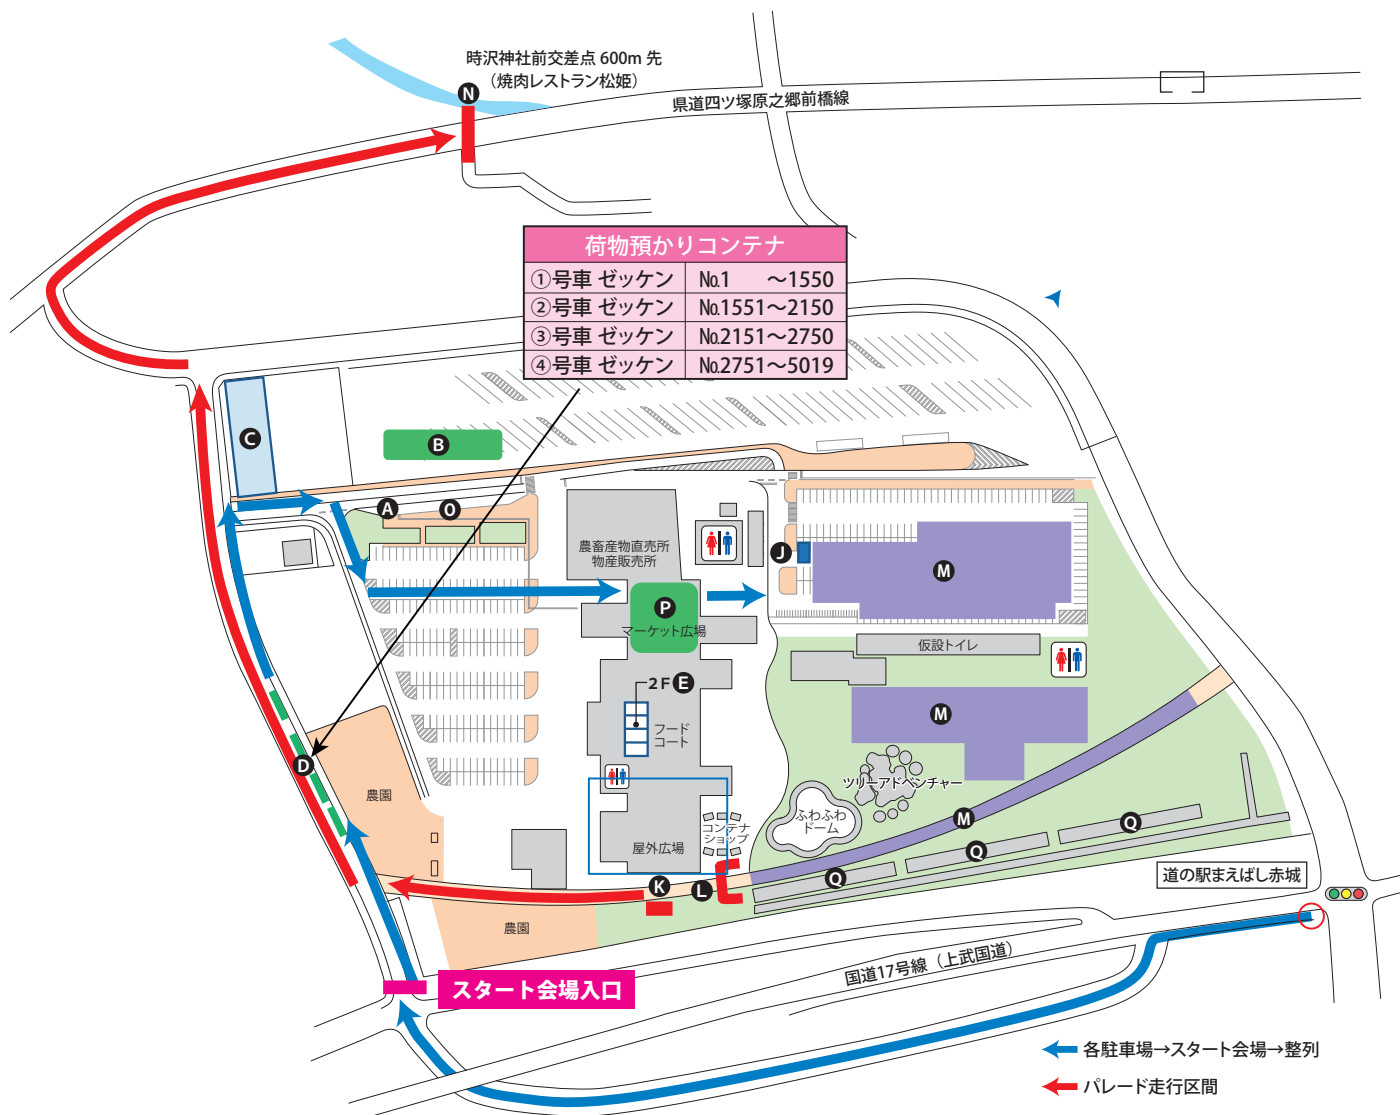 時沢神社前交差点 600m 先
（焼肉レストラン松姫）
N
県道四ツ塚原之郷前橋線
荷物預かりコンテナ
①号車 ゼッケン №1 ～1550
②号車 ゼッケン №1551～2150
③号車 ゼッケン №2151～2750
④号車 ゼッケン №2751～5019
C
B
A
O
農畜産物直売所
物産販売所
J
M
P
マーケット広場
仮設トイレ
2F E
M
フード
コート
D
農園
ツリーアドベンチャー
ふわふわ
ドーム
コンテナ
ショップ
屋外広場
M
Q
Q
Q
K
L
道の駅まえばし赤城
農園
国道17号線（上武国道）
スタート会場入口
各駐車場→スタート会場→整列
パレード走行区間